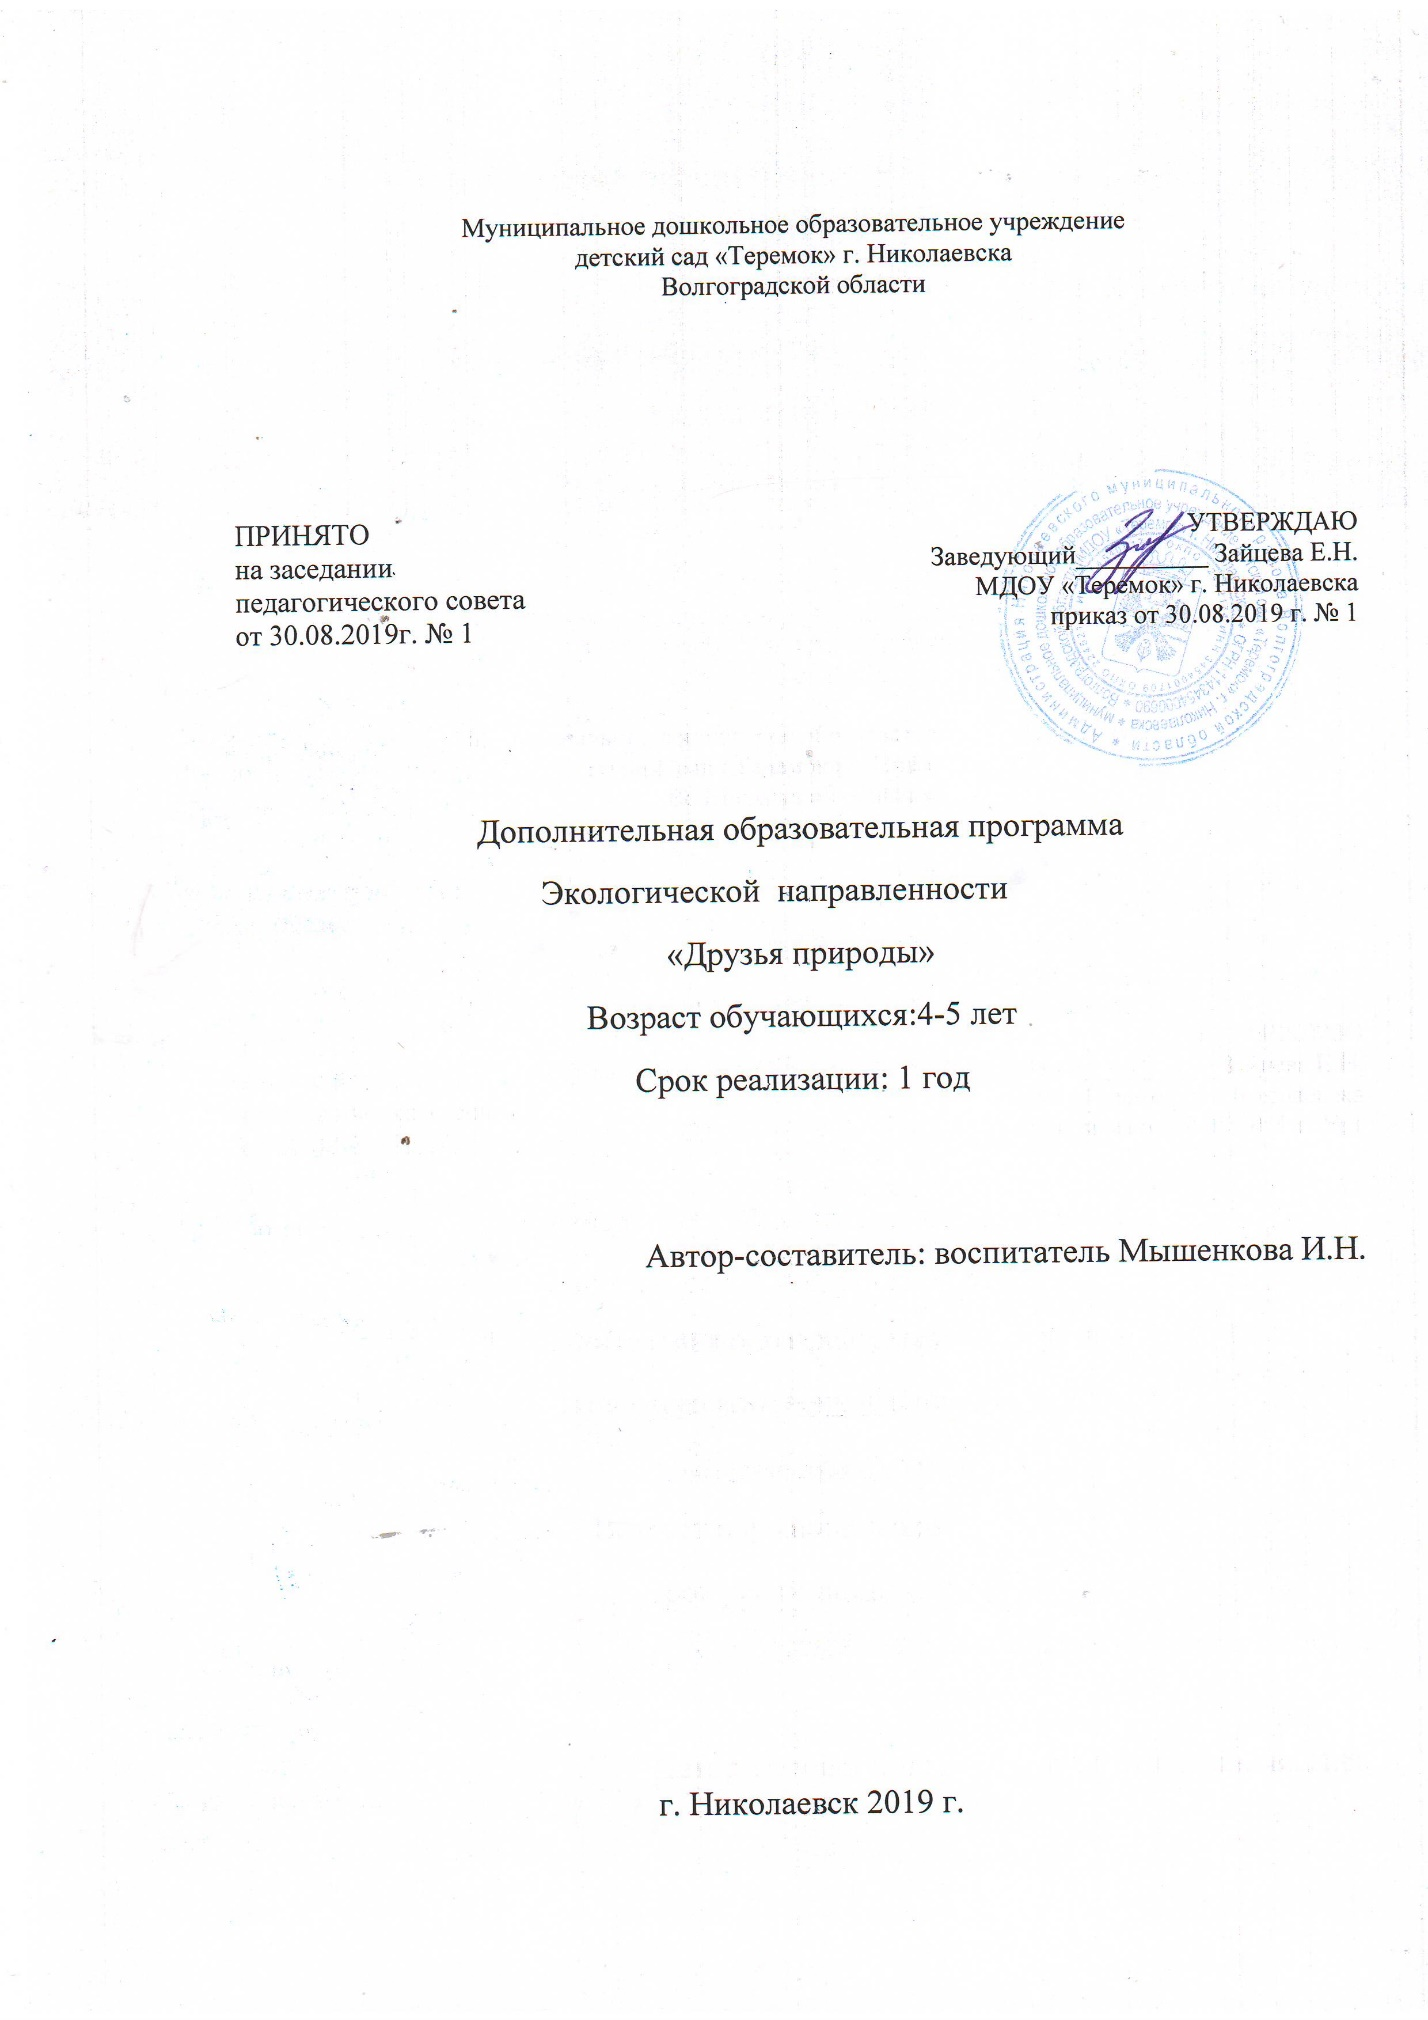 Муниципальное дошкольное образовательное учреждение
детский сад «Теремок» г. Николаевска
Волгоградской области
ПРИНЯТО
на заседании
педагогического совета
от 30.08.2019г. № 1
УТВЕРЖДАЮ
Заведующий__________ Зайцева Е.Н.
МДОУ «Теремок» г. Николаевска
приказ от 30.08.2019 г. № 1
Дополнительная образовательная программа
Экологической направленности
«Друзья природы»
Возраст обучающихся:4-5 лет
Срок реализации: 1 год
Автор-составитель: воспитатель Мышенкова И.Н.
г. Николаевск 2019 г.